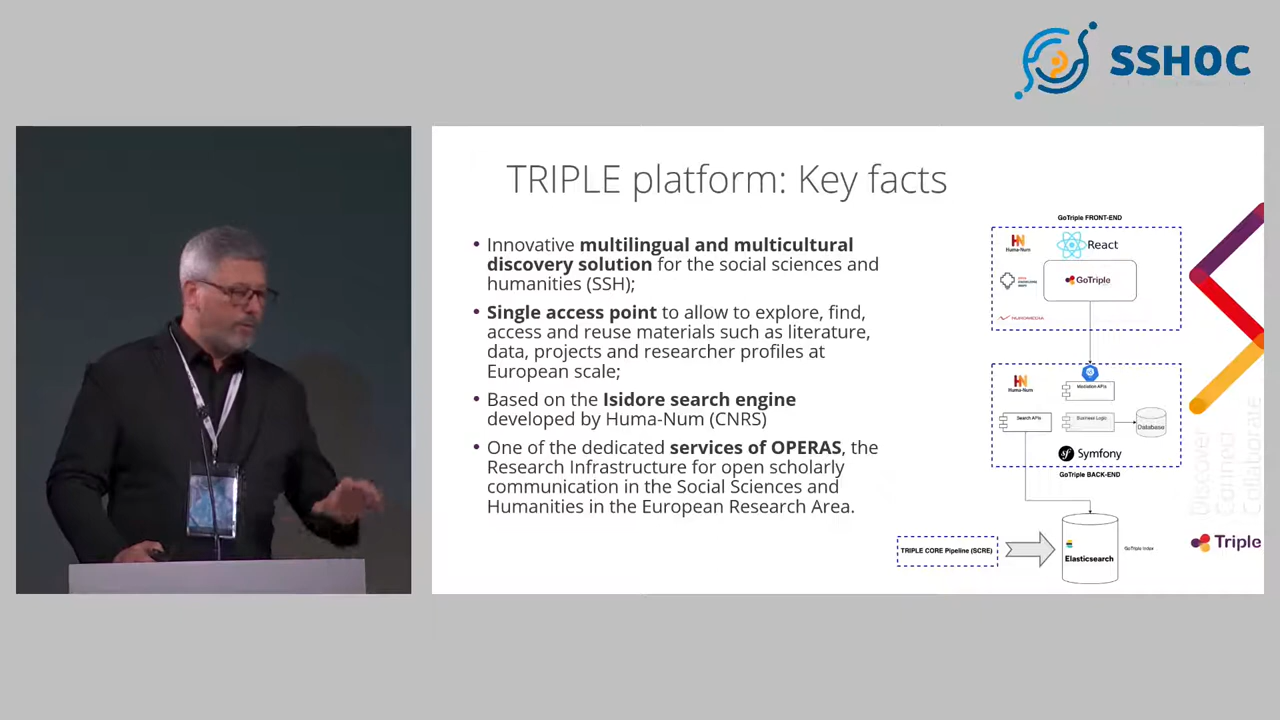 SSHOC
TRIPLE platform: Key facts
• Innovative multilingual and multicultural
discovery solution for the social sciences and
humanities (SSH);
• Single access point to allow to explore, find,
access and reuse materials such as literature,
data, projects and researcher profiles at
European scale;
• Based on the Isidore search engine
developed by Huma-Num (CNRS)
• One of the dedicated services of OPERAS, the
Research Infrastructure for open scholarly
communication in the Social Sciences and
Humanities in the European Research Area.
GoTriple FRONT-END
Huma-Num
React
GoTriple
NUROMEDIA
Huma-Num
Mediation APIs
Search APIs
Business Logic
Database
Symfony
GoTriple BACK-END
TRIPLE CORE Pipeline (SCRE)
Elasticsearch
GoTriple Index
Discover
Connect
Collaborate
Triple